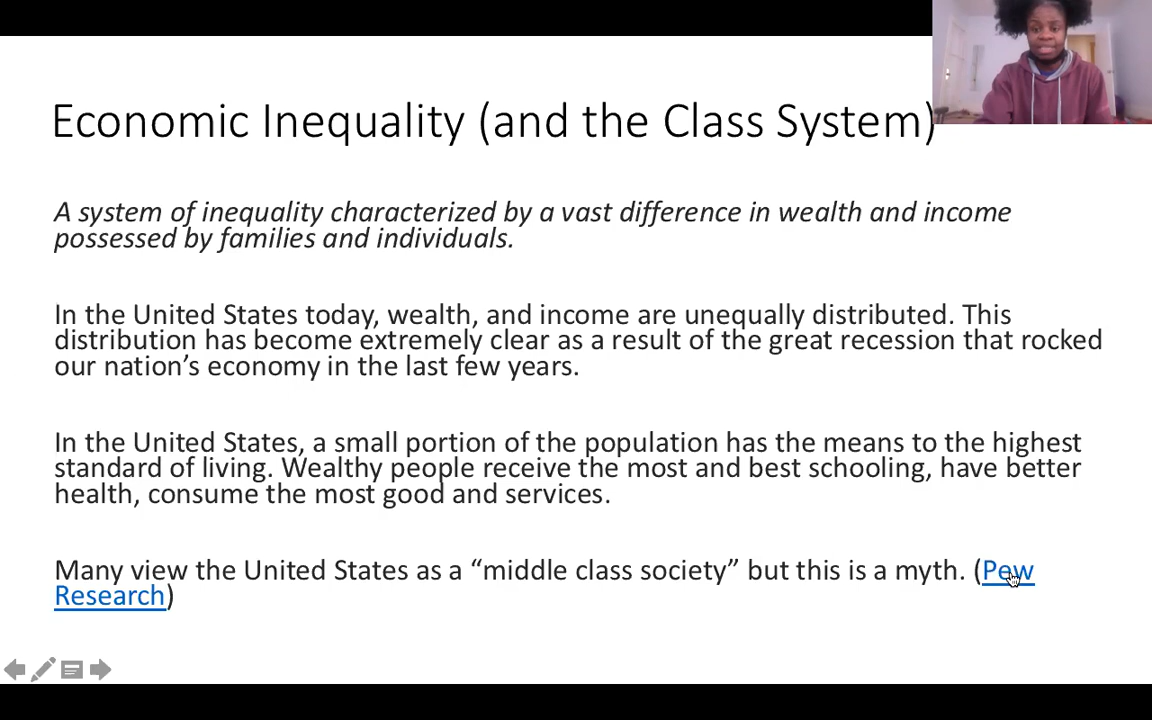 Economic Inequality (and the Class System)
A system of inequality characterized by a vast difference in wealth and income
possessed by families and individuals.
In the United States today, wealth, and income are unequally distributed. This
distribution has become extremely clear as a result of the great recession that rocked
our nation’s economy in the last few years.
In the United States, a small portion of the population has the means to the highest
standard of living. Wealthy people receive the most and best schooling, have better
health, consume the most good and services.
Many view the United States as a “middle class society” but this is a myth. (Pew
Research)